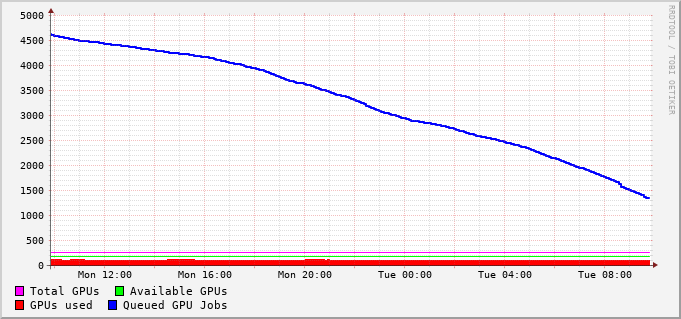 5000
4500
4000
3500
3000
2500
2000
1500
1000
500
0
Mon 12:00 Mon 16:00 Mon 20:00 Tue 00:00 Tue 04:00 Tue 08:00
Total GPUs Available GPUs
GPUs used Queued GPU Jobs
RRDTOOL / TOBI OETIKER